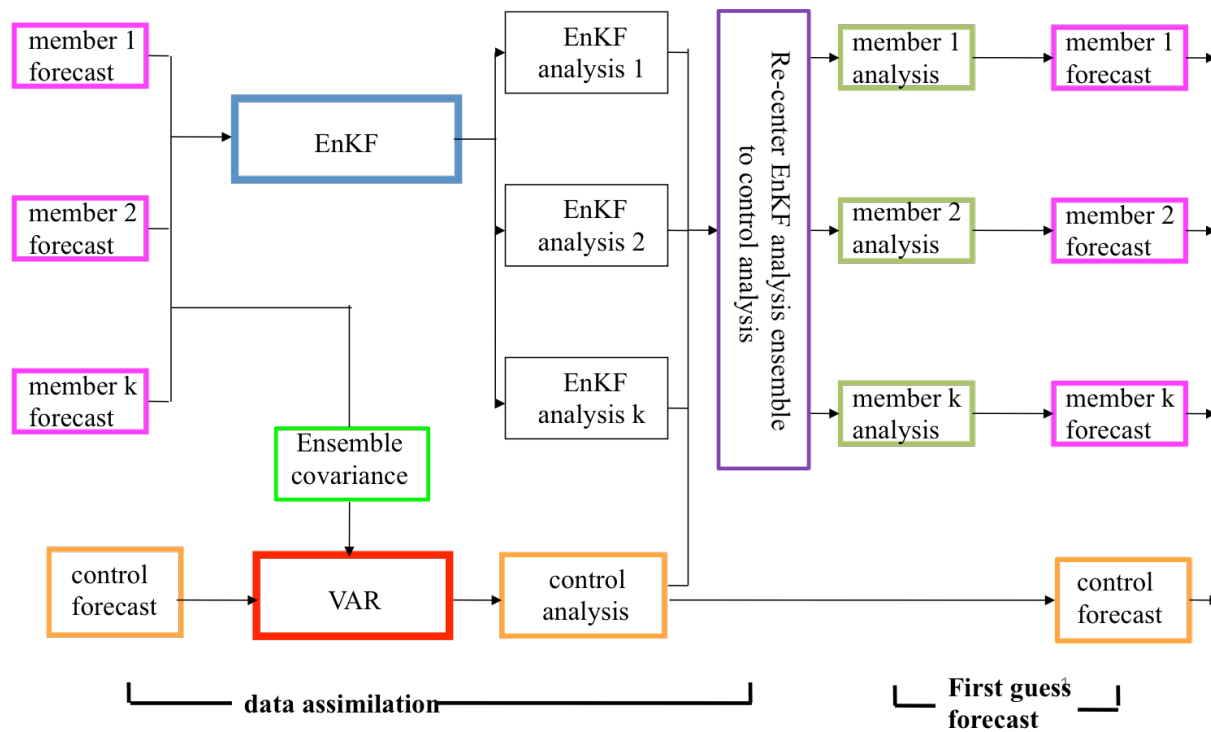 member 1
forecast
member 2
forecast
member k
forecast
EnKF
Ensemble
covariance
control
forecast
VAR
EnKF
analysis 1
EnKF
analysis 2
EnKF
analysis k
control
analysis
Re-center EnKF analysis ensemble
to control analysis
member 1
analysis
member 2
analysis
member k
analysis
member 1
forecast
member 2
forecast
member k
forecast
control
forecast
data assimilation
First guess
forecast
1